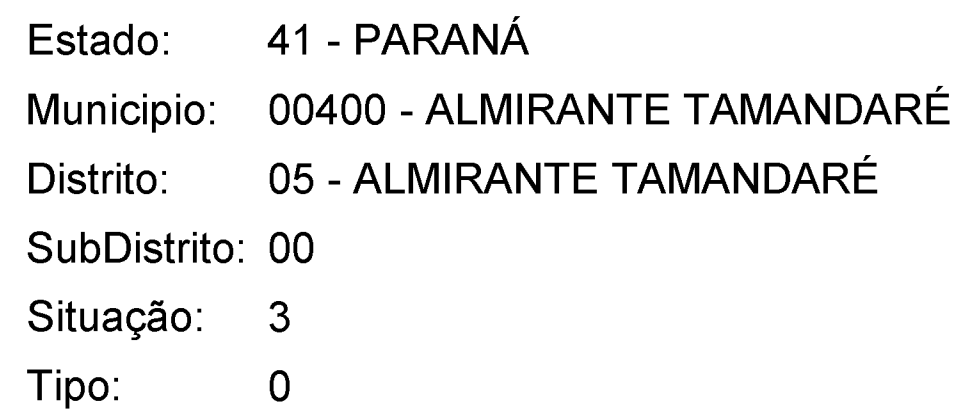 Estado: 41 - PARANÁ
Municipio: 00400 - ALMIRANTE TAMANDARÉ
Distrito: 05 - ALMIRANTE TAMANDARÉ
SubDistrito: 00
Situação: 3
Tipo: 0